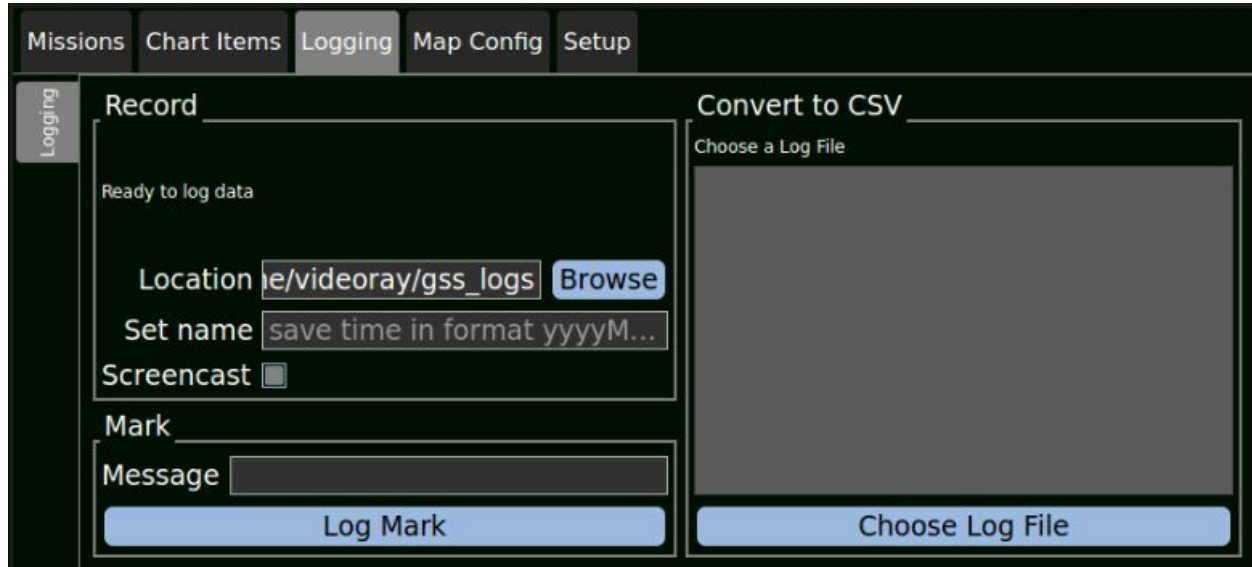 Missions Chart Items Logging Map Config Setup
Logging
Record
Ready to log data
Location e/videoray/gss_logs Browse
Set name save time in format yyyyM...
Screencast
Mark
Message
Log Mark
Convert to CSV
Choose a Log File
Choose Log File